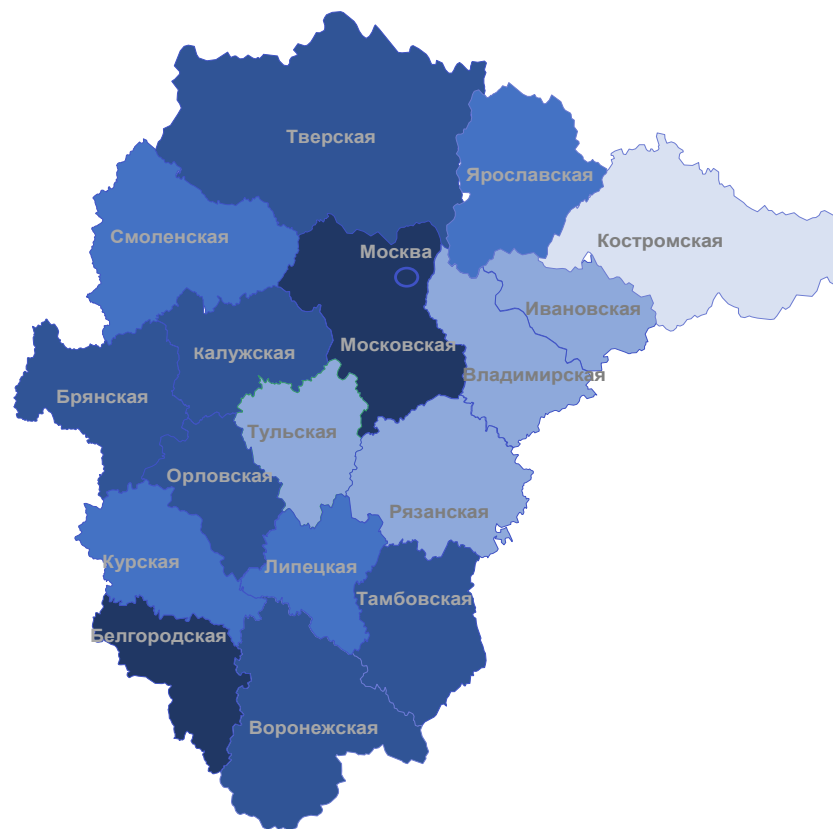 Тверская
Ярославская
Смоленская
Костромская
Москва
Ивановская
Калужская
Московская
Владимирская
Брянская
Тульская
Орловская
Рязанская
Курская
Липецкая
Тамбовская
Белгородская
Воронежская